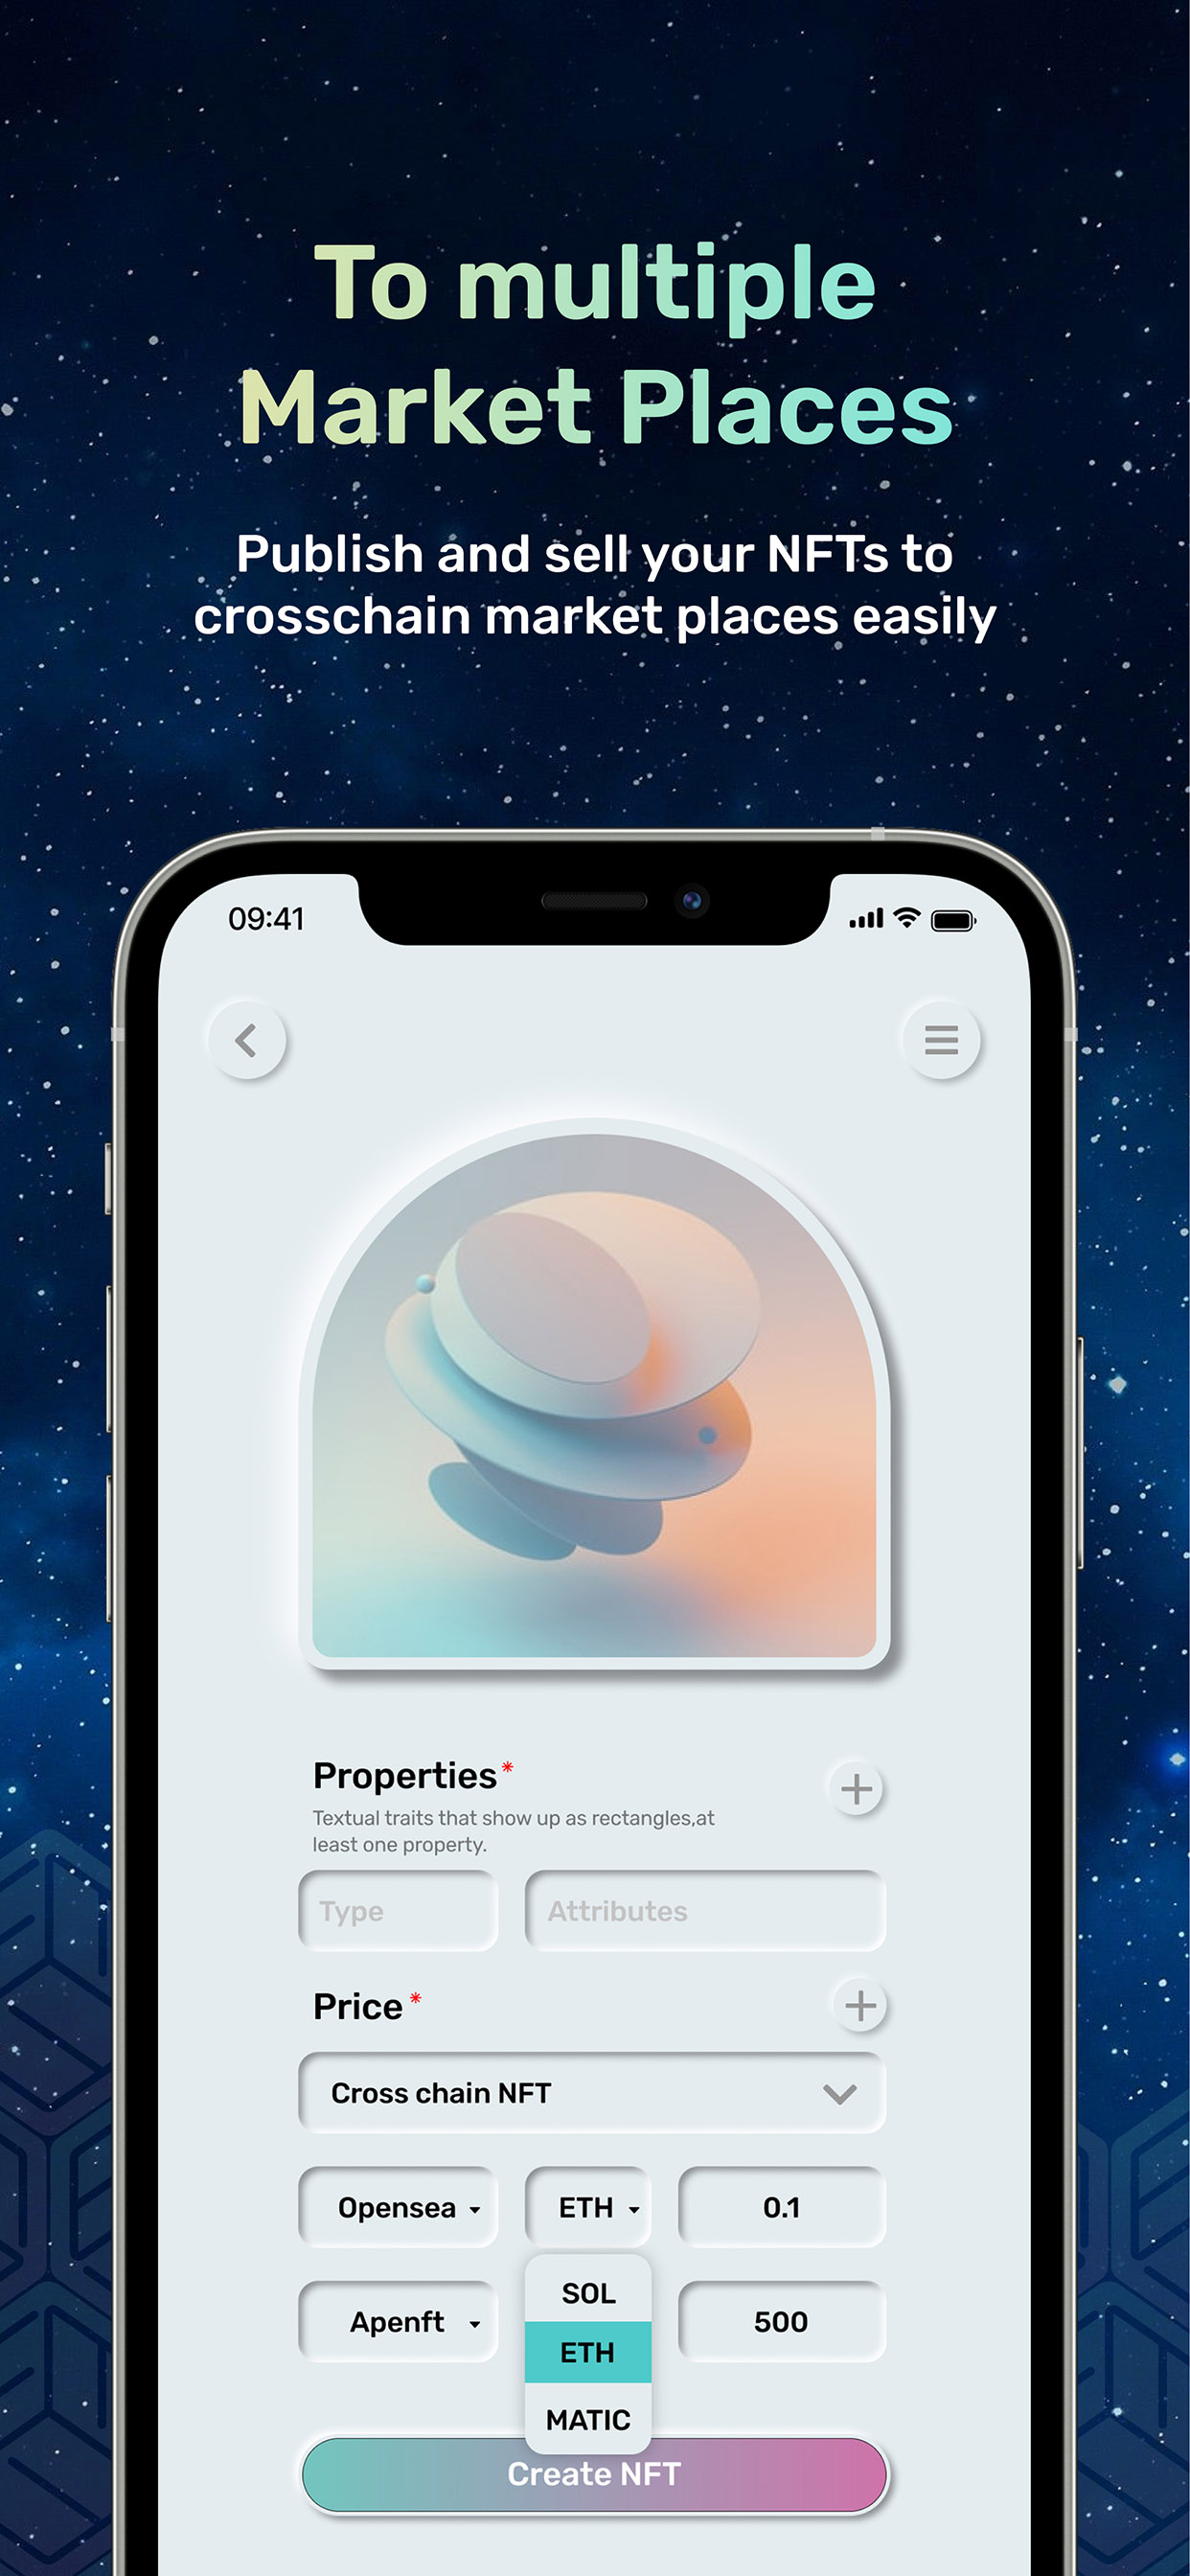 To multiple
Market Places
Publish and sell your NFTs to
crosschain market places easily
09:41
Properties*
Textual traits that show up as rectangles,at
least one property.
Type
Attributes
Price *
Cross chain NFT
Opensea
ETH
0.1
SOL
Apenft
500
ETH
MATIC
Create NFT